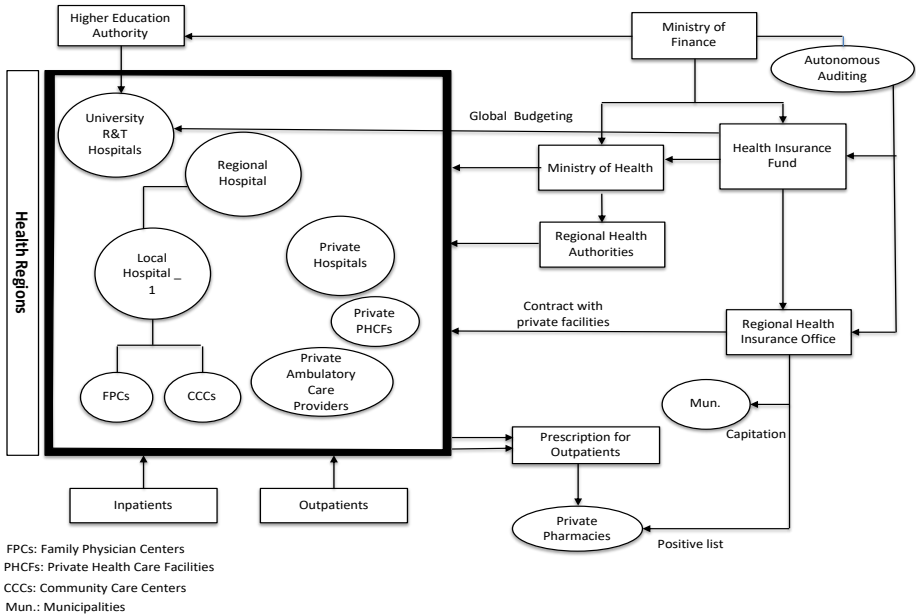 Higher Education
Authority
Ministry of
Finance
Autonomous
Auditing
University
R&T
Hospitals
Global Budgeting
Health Insurance
Fund
Regional
Hospital
Ministry of Health
Health Regions
Private
Hospitals
Regional Health
Authorities
Local
Hospital _
1
Contract with
private facilities
Private
PHCFs
Regional Health
Insurance Office
Private
Ambulatory
Care
Providers
FPCs
CCCs
Mun.
Capitation
Prescription for
Outpatients
Inpatients
Outpatients
Private
Pharmacies
Positive list
FPCs: Family Physician Centers
PHCFs: Private Health Care Facilities
CCCs: Community Care Centers
Mun.: Municipalities